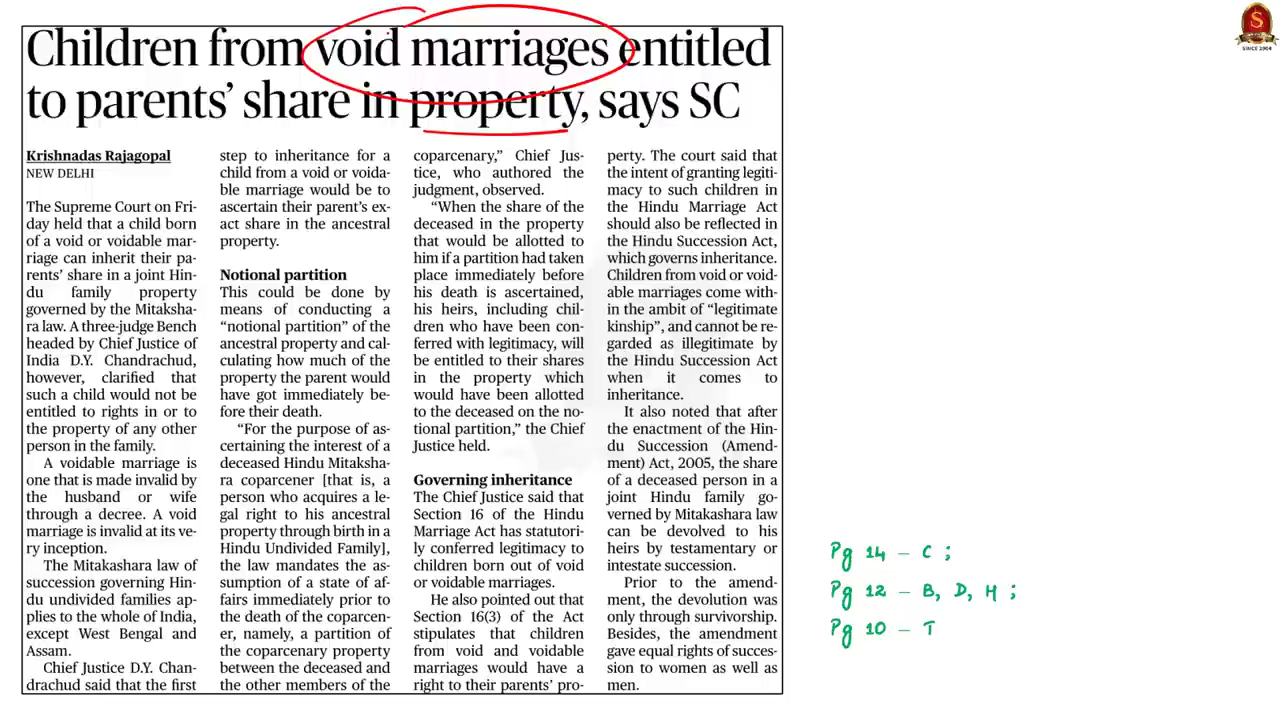 Children from void marriages entitled
to parents’ share in property, says SC
Krishnadas Rajagopal
NEW DELHI
The Supreme Court on Fri-
day held that a child born
of a void or voidable mar-
riage can inherit their pa-
rents’ share in a joint Hin-
du family property
governed by the Mitaksha-
ra law. A three-judge Bench
headed by Chief Justice of
India D.Y. Chandrachud,
however, clarified that
such a child would not be
entitled to rights in or to
the property of any other
person in the family.
A voidable marriage is
one that is made invalid by
the husband or wife
through a decree. A void
marriage is invalid at its ve-
ry inception.
The Mitakshara law of
succession governing Hin-
du undivided families ap-
plies to the whole of India,
except West Bengal and
Assam.
Chief Justice D.Y. Chan-
drachud said that the first
step to inheritance for a
child from a void or voida-
ble marriage would be to
ascertain their parent’s ex-
act share in the ancestral
property.
Notional partition
This could be done by
means of conducting a
“notional partition” of the
ancestral property and cal-
culating how much of the
property the parent would
have got immediately be-
fore their death.
“For the purpose of as-
certaining the interest of a
deceased Hindu Mitaksha-
ra coparcener [that is, a
person who acquires a le-
gal right to his ancestral
property through birth in a
Hindu Undivided Family],
the law mandates the as-
sumption of a state of af-
fairs immediately prior to
the death of the coparcen-
er, namely, a partition of
the coparcenary property
between the deceased and
the other members of the
coparcenary,” Chief Jus-
tice, who authored the
judgment, observed.
“When the share of the
deceased in the property
that would be allotted to
him if a partition had taken
place immediately before
his death is ascertained,
his heirs, including chil-
dren who have been con-
ferred with legitimacy, will
be entitled to their shares
in the property which
would have been allotted
to the deceased on the no-
tional partition,” the Chief
Justice held.
Governing inheritance
The Chief Justice said that
Section 16 of the Hindu
Marriage Act has statutori-
ly conferred legitimacy to
children born out of void
or voidable marriages.
He also pointed out that
Section 16(3) of the Act
stipulates that children
from void and voidable
marriages would have a
right to their parents’ pro-
perty. The court said that
the intent of granting legiti-
macy to such children in
the Hindu Marriage Act
should also be reflected in
the Hindu Succession Act,
which governs inheritance.
Children from void or void-
able marriages come with-
in the ambit of “legitimate
kinship”, and cannot be re-
garded as illegitimate by
the Hindu Succession Act
when it comes to
inheritance.
It also noted that after
the enactment of the Hin-
du Succession (Amend-
ment) Act, 2005, the share
of a deceased person in a
joint Hindu family go-
verned by Mitakashara law
can be devolved to his
heirs by testamentary or
intestate succession.
Prior to the amend-
ment, the devolution was
only through survivorship.
Besides, the amendment
gave equal rights of succes-
sion to women as well as
men.
S
SINCE 2004
Pg 14 – C ;
Pg 12 – B, D, H ;
Pg 10 – T